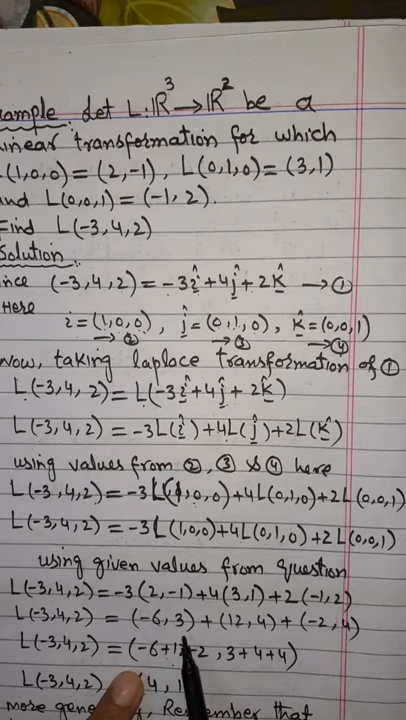 ample: Let L:ℝ³→ℝ² be a
inear transformation for which
(1,0,0)=(2,-1), L(0,1,0)=(3,1)
and L(0,0,1)=(-1,2).
Find L(-3,4,2)
Solution:
ince (-3,4,2)=-3î+4ĵ+2k̂ →①
Here
î=(1,0,0), ĵ=(0,1,0), k̂=(0,0,1)
→② →③ →④
Now, taking laplace transformation of ①
L(-3,4,2)=L(-3î+4ĵ+2k̂)
L(-3,4,2)=-3L(î)+4L(ĵ)+2L(k̂)
using values from ②,③ & ④ here
L(-3,4,2)=-3L(1,0,0)+4L(0,1,0)+2L(0,0,1)
L(-3,4,2)=-3L(1,0,0)+4L(0,1,0)+2L(0,0,1)
using given values from question
L(-3,4,2)=-3(2,-1)+4(3,1)+2(-1,2)
L(-3,4,2)=(-6,3)+(12,4)+(-2,4)
L(-3,4,2)=(-6+1 -2,3+4+4)
L(-3,4,2) (4,1
more gene , Remember that